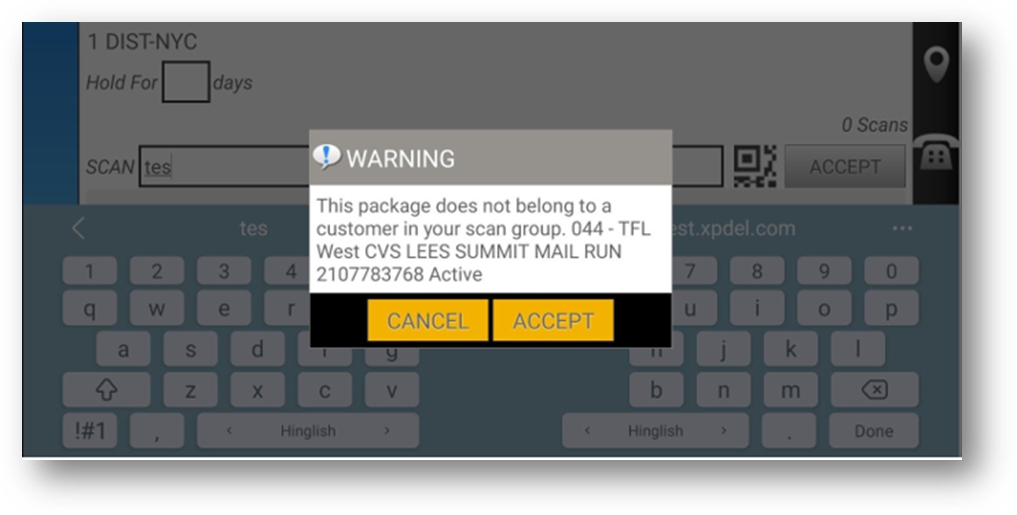 1 DIST-NYC
Hold For days
0 Scans
SCAN tes ACCEPT
WARNING
This package does not belong to a
customer in your scan group. 044 - TFL
West CVS LEES SUMMIT MAIL RUN
2107783768 Active
CANCEL ACCEPT
tes est.xpdel.com ...
1 2 3 4 7 8 9 0
q w e r u i o p
a s d f g h j k l
z x c v b n m
!#1 , < Hinglish > < Hinglish > . Done